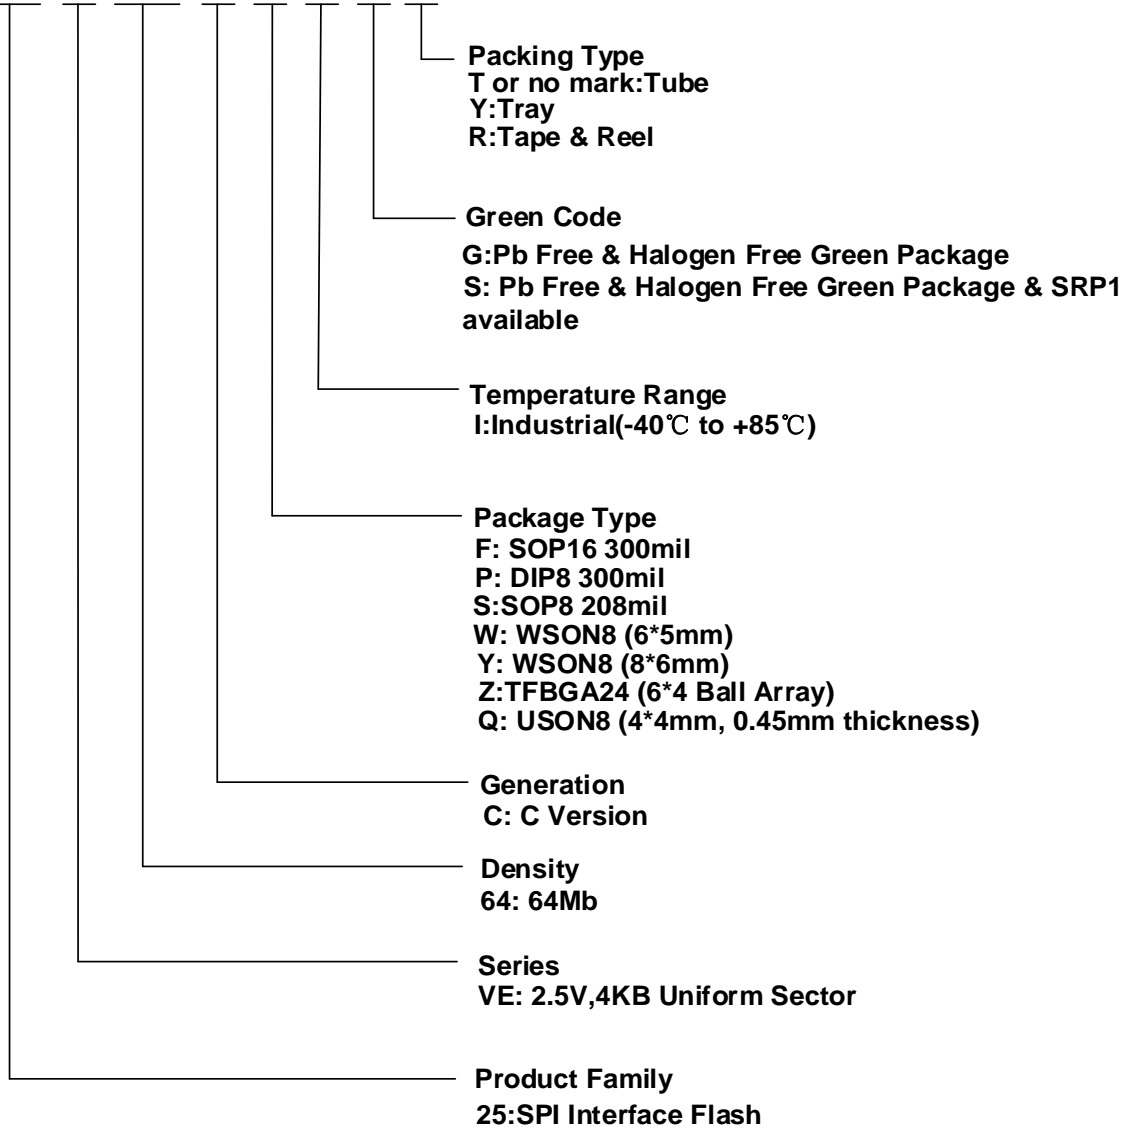 Packing Type
T or no mark:Tube
Y:Tray
R:Tape & Reel
Green Code
G:Pb Free & Halogen Free Green Package
S: Pb Free & Halogen Free Green Package & SRP1
available
Temperature Range
I:Industrial(-40℃ to +85℃)
Package Type
F: SOP16 300mil
P: DIP8 300mil
S:SOP8 208mil
W: WSON8 (6*5mm)
Y: WSON8 (8*6mm)
Z:TFBGA24 (6*4 Ball Array)
Q: USON8 (4*4mm, 0.45mm thickness)
Generation
C: C Version
Density
64: 64Mb
Series
VE: 2.5V,4KB Uniform Sector
Product Family
25:SPI Interface Flash